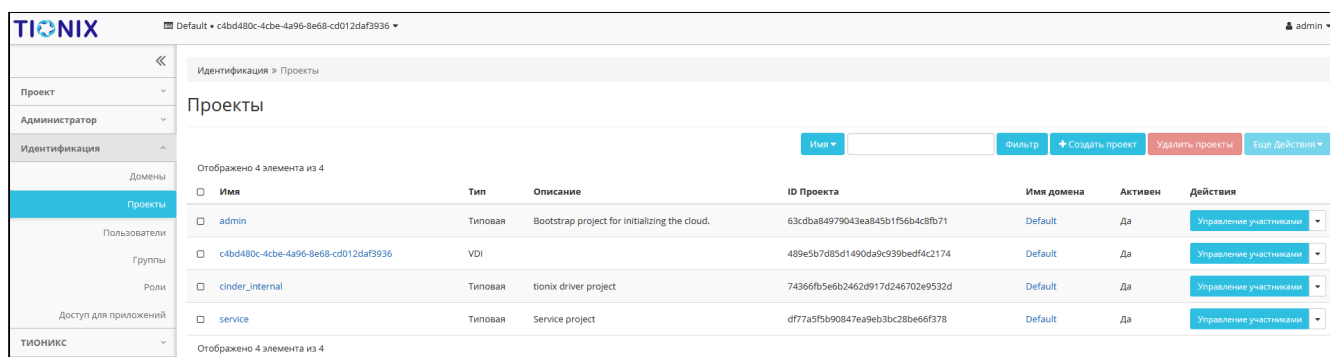 TIONIX
Default • c4bd480c-4cbe-4a96-8e68-cd012daf3936
admin
Идентификация » Проекты
Проект
Администратор
Идентификация
Домены
Проекты
Пользователи
Группы
Роли
Доступ для приложений
ТИОНИКС
Проекты
Имя Фильтр +Создать проект Удалить проекты Еще Действия
Отображено 4 элемента из 4
Имя Тип Описание ID Проекта Имя домена Активен Действия
admin Типовая Bootstrap project for initializing the cloud. 63cdba84979043ea845b1f56b4c8fb71 Default Да Управление участниками
c4bd480c-4cbe-4a96-8e68-cd012daf3936 VDI 489e5b7d85d1490da9c939bedf4c2174 Default Да Управление участниками
cinder_internal Типовая tionix driver project 74366fb5e6b2462d917d246702e9532d Default Да Управление участниками
service Типовая Service project df77a5f5b90847ea9eb3bc28be66f378 Default Да Управление участниками
Отображено 4 элемента из 4